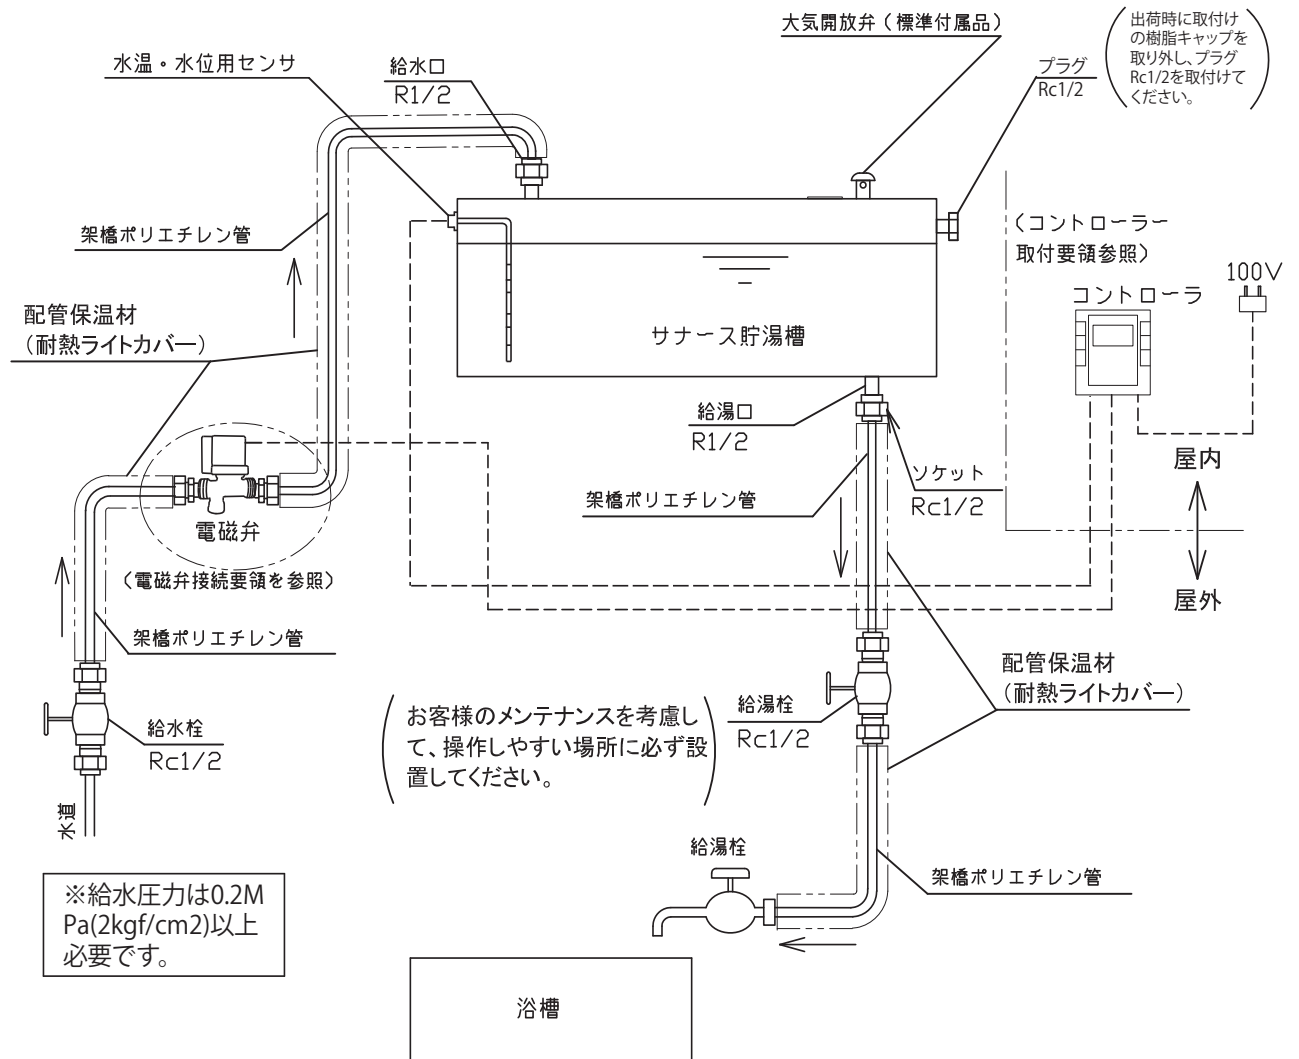 大気開放弁（標準付属品）
出荷時に取付け
の樹脂キャップを
取り外し、プラグ
Rc1/2を取付けて
ください。
水温・水位用センサ
給水口
R1/2
プラグ
Rc1/2
架橋ポリエチレン管
（コントローラー
取付要領参照）
100V
コントローラ
配管保温材
（耐熱ライトカバー）
サナース貯湯槽
給湯口
R1/2
屋内
ソケット
Rc1/2
架橋ポリエチレン管
電磁弁
（電磁弁接続要領を参照）
屋外
架橋ポリエチレン管
配管保温材
（耐熱ライトカバー）
給水栓
Rc1/2
お客様のメンテナンスを考慮し
て、操作しやすい場所に必ず設
置してください。
給湯栓
Rc1/2
水道
給湯栓
架橋ポリエチレン管
※給水圧力は0.2M
Pa(2kgf/cm2)以上
必要です。
浴槽